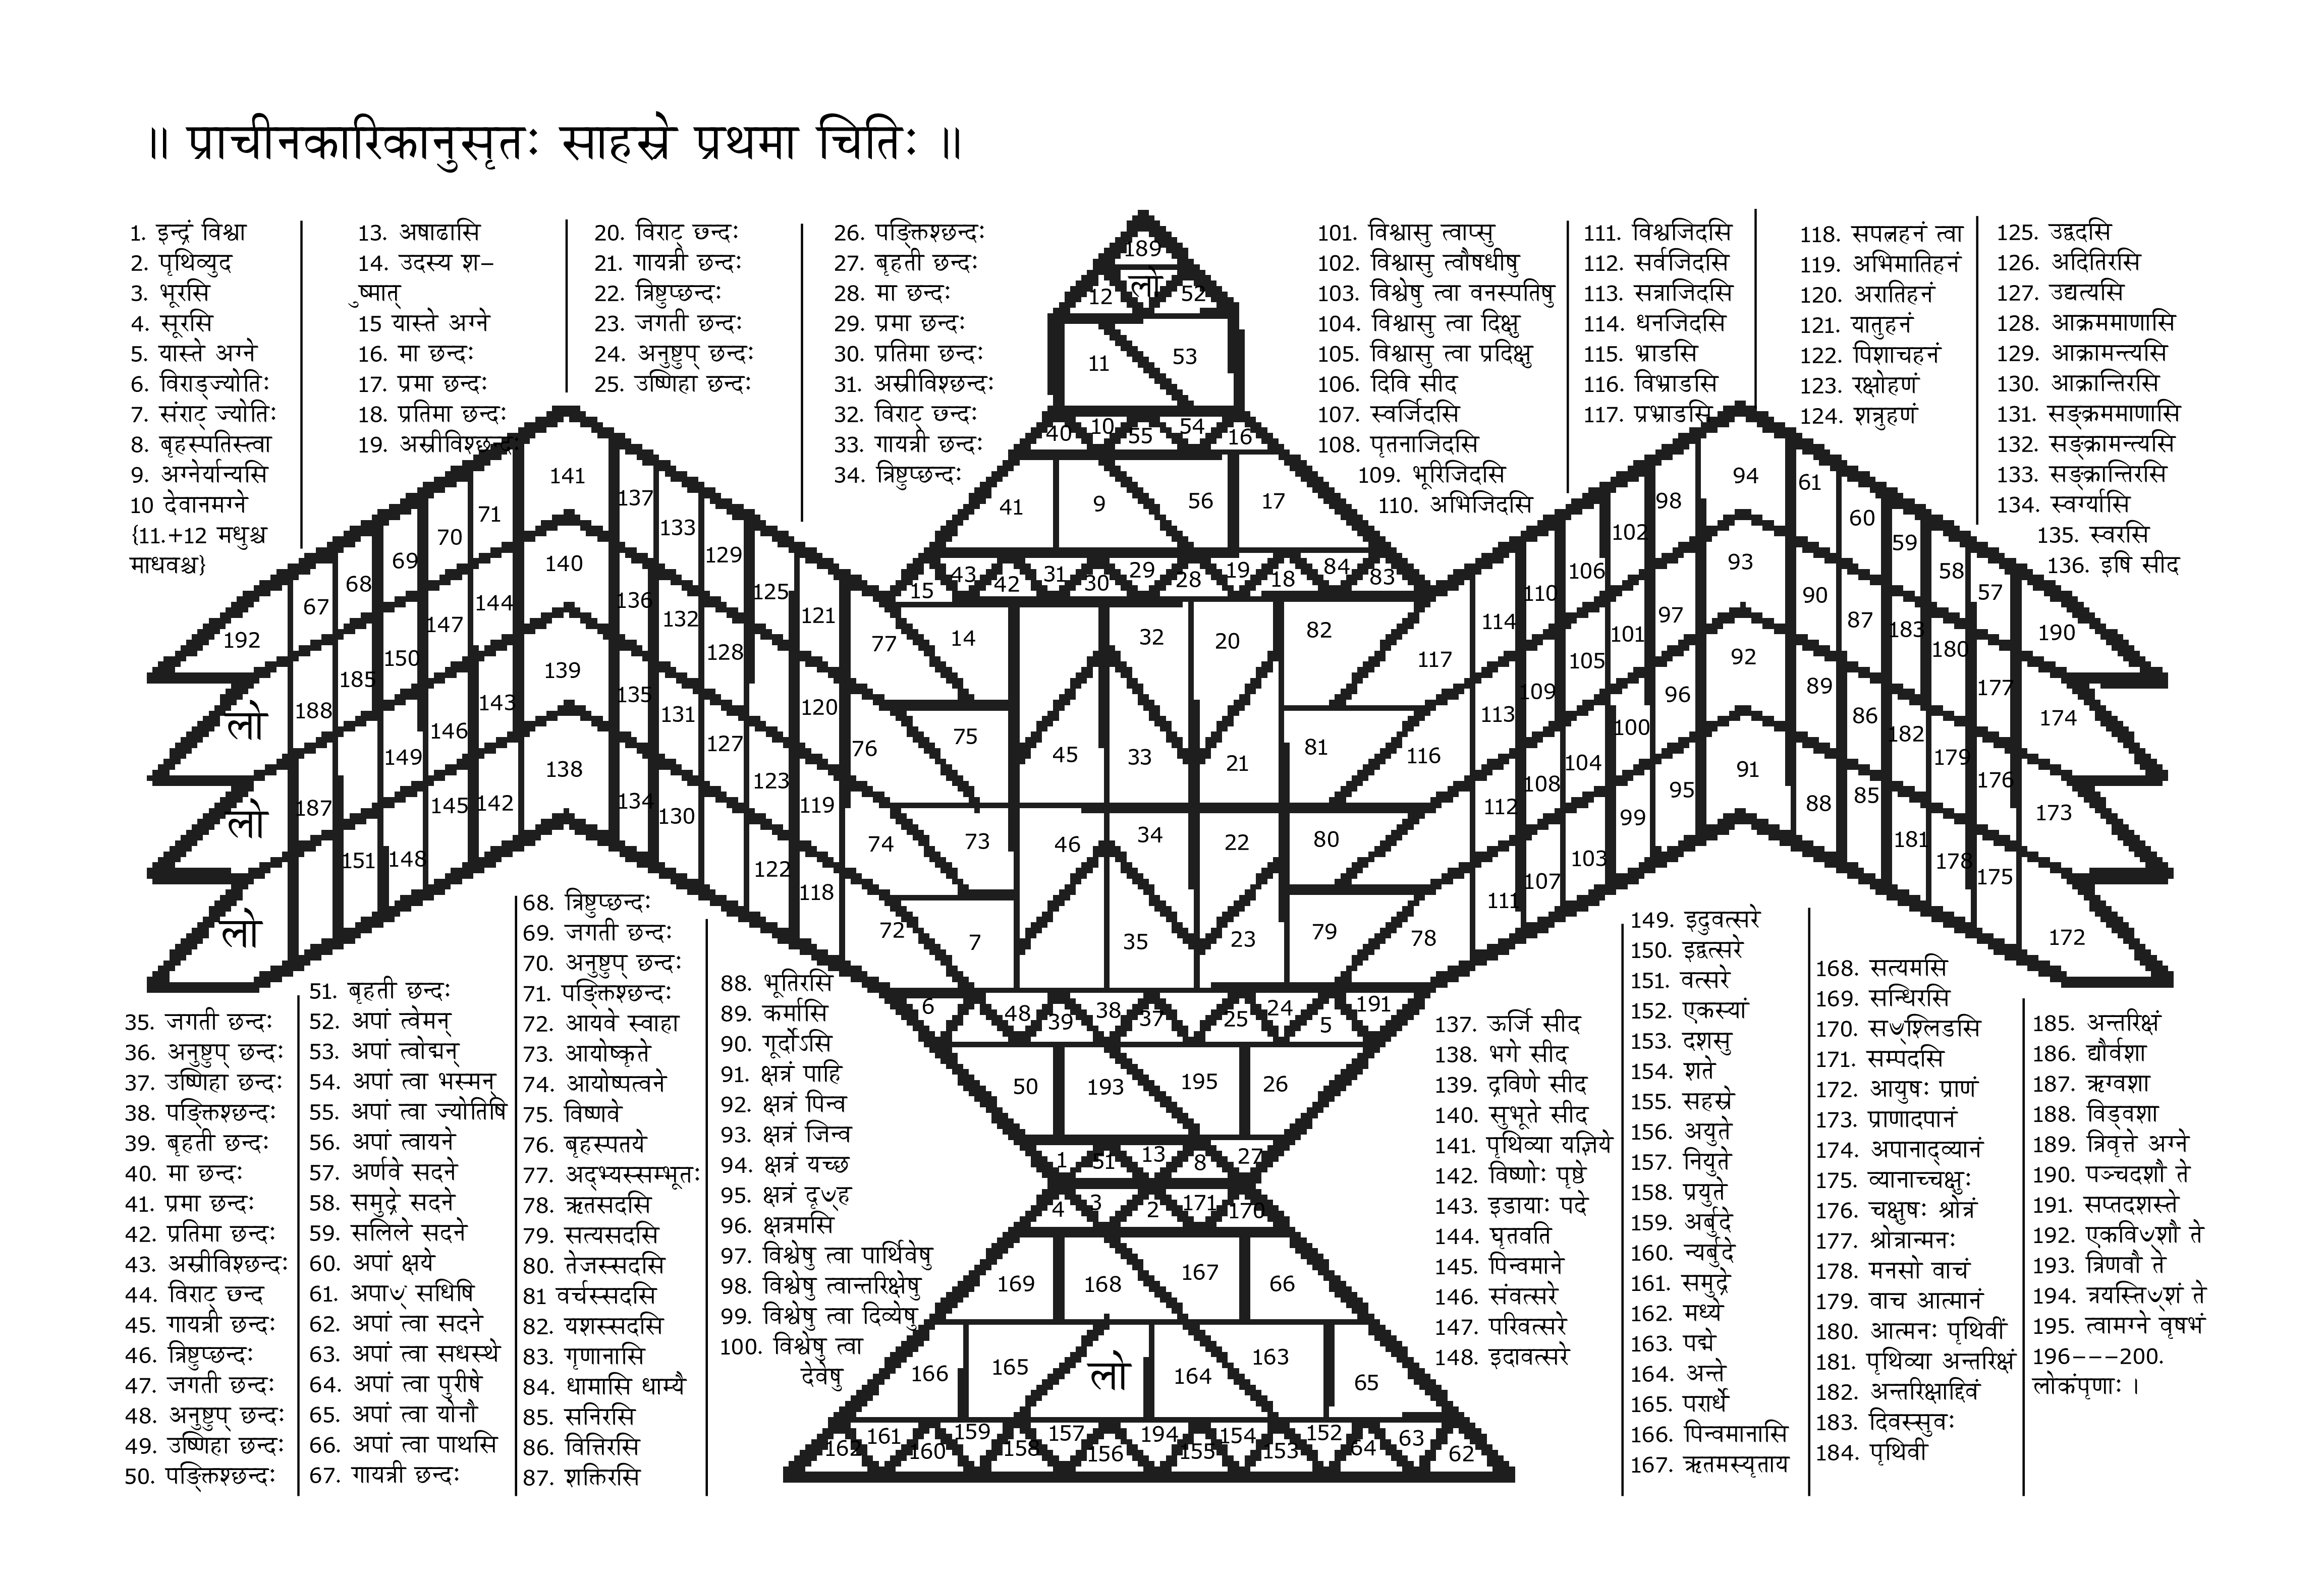 ॥ प्राचीनकारिकानुसृतः साहस्रे प्रथमा चितिः ॥
1. इन्द्रं विश्वा
2. पृथिव्युद
3. भूरसि
4. सूरसि
5. यास्ते अग्ने
6. विराड्ज्योतिः
7. संराट् ज्योतिः
8. बृहस्पतिस्त्वा
9. अग्नेर्यान्यसि
10 देवानमग्ने
{11.+12 मधुश्च
माधवश्च}
13. अषाढासि
14. उदस्य श-
ुष्मात्
15 यास्ते अग्ने
16. मा छन्दः
17. प्रमा छन्दः
18. प्रतिमा छन्दः
19. अस्रीविश्छन्दः
20. विराट् छन्दः
21. गायत्री छन्दः
22. त्रिष्टुप्छन्दः
23. जगती छन्दः
24. अनुष्टुप् छन्दः
25. उष्णिहा छन्दः
26. पङ्क्तिश्छन्दः
27. बृहती छन्दः
28. मा छन्दः
29. प्रमा छन्दः
30. प्रतिमा छन्दः
31. अस्रीविश्छन्दः
32. विराट् छन्दः
33. गायत्री छन्दः
34. त्रिष्टुप्छन्दः
101. विश्वासु त्वाप्सु
102. विश्वासु त्वौषधीषु
103. विश्वेषु त्वा वनस्पतिषु
104. विश्वासु त्वा दिक्षु
105. विश्वासु त्वा प्रदिक्षु
106. दिवि सीद
107. स्वर्जिदसि
108. पृतनाजिदसि
109. भूरिजिदसि
110. अभिजिदसि
111. विश्वजिदसि
112. सर्वजिदसि
113. सत्राजिदसि
114. धनजिदसि
115. भ्राडसि
116. विभ्राडसि
117. प्रभ्राडसि
118. सपत्नहनं त्वा
119. अभिमातिहनं
120. अरातिहनं
121. यातुहनं
122. पिशाचहनं
123. रक्षोहणं
124. शत्रुहणं
125. उद्वदसि
126. अदितिरसि
127. उद्यत्यसि
128. आक्रममाणासि
129. आक्रामन्त्यसि
130. आक्रान्तिरसि
131. सङ्क्रममाणासि
132. सङ्क्रामन्त्यसि
133. सङ्क्रान्तिरसि
134. स्वर्ग्यासि
135. स्वरसि
136. इषि सीद
189
12 लो 52
11 53
40 10 55 54 16
41 9 56 17
15 43 42 31 30 29 28 19 18 84 83
192 67 68 69 70 71 141 137 133 129 125 121 77 14 32 20 82 117 114 110 106 102 98 94 61 60 59 58 57 190
लो 188 185 150 147 144 140 136 132 128 120 76 75 45 33 21 81 116 113 109 105 101 97 93 90 87 183 180 177 174
लो 187 149 146 143 139 135 131 127 123 119 74 73 46 34 22 80 112 108 104 100 96 92 89 86 182 179 176 173
लो 151 148 145 142 138 134 130 122 118 72 7 35 23 79 78 111 107 103 99 95 91 88 85 181 178 175 172
6 48 39 38 37 25 24 5 191
50 193 195 26
1 51 13 8 27
4 3 2 171 170
169 168 167 66
166 165 लो 164 163 65
162 161 160 159 158 157 156 194 155 154 153 152 64 63 62
35. जगती छन्दः
36. अनुष्टुप् छन्दः
37. उष्णिहा छन्दः
38. पङ्क्तिश्छन्दः
39. बृहती छन्दः
40. मा छन्दः
41. प्रमा छन्दः
42. प्रतिमा छन्दः
43. अस्रीविश्छन्दः
44. विराट् छन्द
45. गायत्री छन्दः
46. त्रिष्टुप्छन्दः
47. जगती छन्दः
48. अनुष्टुप् छन्दः
49. उष्णिहा छन्दः
50. पङ्क्तिश्छन्दः
51. बृहती छन्दः
52. अपां त्वेमन्
53. अपां त्वोद्मन्
54. अपां त्वा भस्मन्
55. अपां त्वा ज्योतिषि
56. अपां त्वायने
57. अर्णवे सदने
58. समुद्रे सदने
59. सलिले सदने
60. अपां क्षये
61. अपाꣳ सधिषि
62. अपां त्वा सदने
63. अपां त्वा सधस्थे
64. अपां त्वा पुरीषे
65. अपां त्वा योनौ
66. अपां त्वा पाथसि
67. गायत्री छन्दः
68. त्रिष्टुप्छन्दः
69. जगती छन्दः
70. अनुष्टुप् छन्दः
71. पङ्क्तिश्छन्दः
72. आयवे स्वाहा
73. आयोष्कृते
74. आयोष्पत्वने
75. विष्णवे
76. बृहस्पतये
77. अद्भ्यस्सम्भूतः
78. ऋतसदसि
79. सत्यसदसि
80. तेजस्सदसि
81 वर्चस्सदसि
82. यशस्सदसि
83. गृणानासि
84. धामासि धाम्यै
85. सनिरसि
86. वित्तिरसि
87. शक्तिरसि
88. भूतिरसि
89. कर्मासि
90. गूर्दोऽसि
91. क्षत्रं पाहि
92. क्षत्रं पिन्व
93. क्षत्रं जिन्व
94. क्षत्रं यच्छ
95. क्षत्रं दृꣳह
96. क्षत्रमसि
97. विश्वेषु त्वा पार्थिवेषु
98. विश्वेषु त्वान्तरिक्षेषु
99. विश्वेषु त्वा दिव्येषु
100. विश्वेषु त्वा
देवेषु
137. ऊर्जि सीद
138. भगे सीद
139. द्रविणे सीद
140. सुभूते सीद
141. पृथिव्या यज्ञिये
142. विष्णोः पृष्ठे
143. इडायाः पदे
144. घृतवति
145. पिन्वमाने
146. संवत्सरे
147. परिवत्सरे
148. इदावत्सरे
149. इदुवत्सरे
150. इद्वत्सरे
151. वत्सरे
152. एकस्यां
153. दशसु
154. शते
155. सहस्रे
156. अयुते
157. नियुते
158. प्रयुते
159. अर्बुदे
160. न्यर्बुदे
161. समुद्रे
162. मध्ये
163. पद्मे
164. अन्ते
165. परार्धे
166. पिन्वमानासि
167. ऋतमस्यृताय
168. सत्यमसि
169. सन्धिरसि
170. सꣳश्लिडसि
171. सम्पदसि
172. आयुषः प्राणं
173. प्राणादपानं
174. अपानाद्व्यानं
175. व्यानाच्चक्षुः
176. चक्षुषः श्रोत्रं
177. श्रोत्रान्मनः
178. मनसो वाचं
179. वाच आत्मानं
180. आत्मनः पृथिवीं
181. पृथिव्या अन्तरिक्षं
182. अन्तरिक्षाद्दिवं
183. दिवस्सुवः
184. पृथिवी
185. अन्तरिक्षं
186. द्यौर्वशा
187. ऋग्वशा
188. विड्वशा
189. त्रिवृत्ते अग्ने
190. पञ्चदशौ ते
191. सप्तदशस्ते
192. एकविꣳशौ ते
193. त्रिणवौ ते
194. त्रयस्तिꣳशं ते
195. त्वामग्ने वृषभं
196---200.
लोकंपृणाः ।